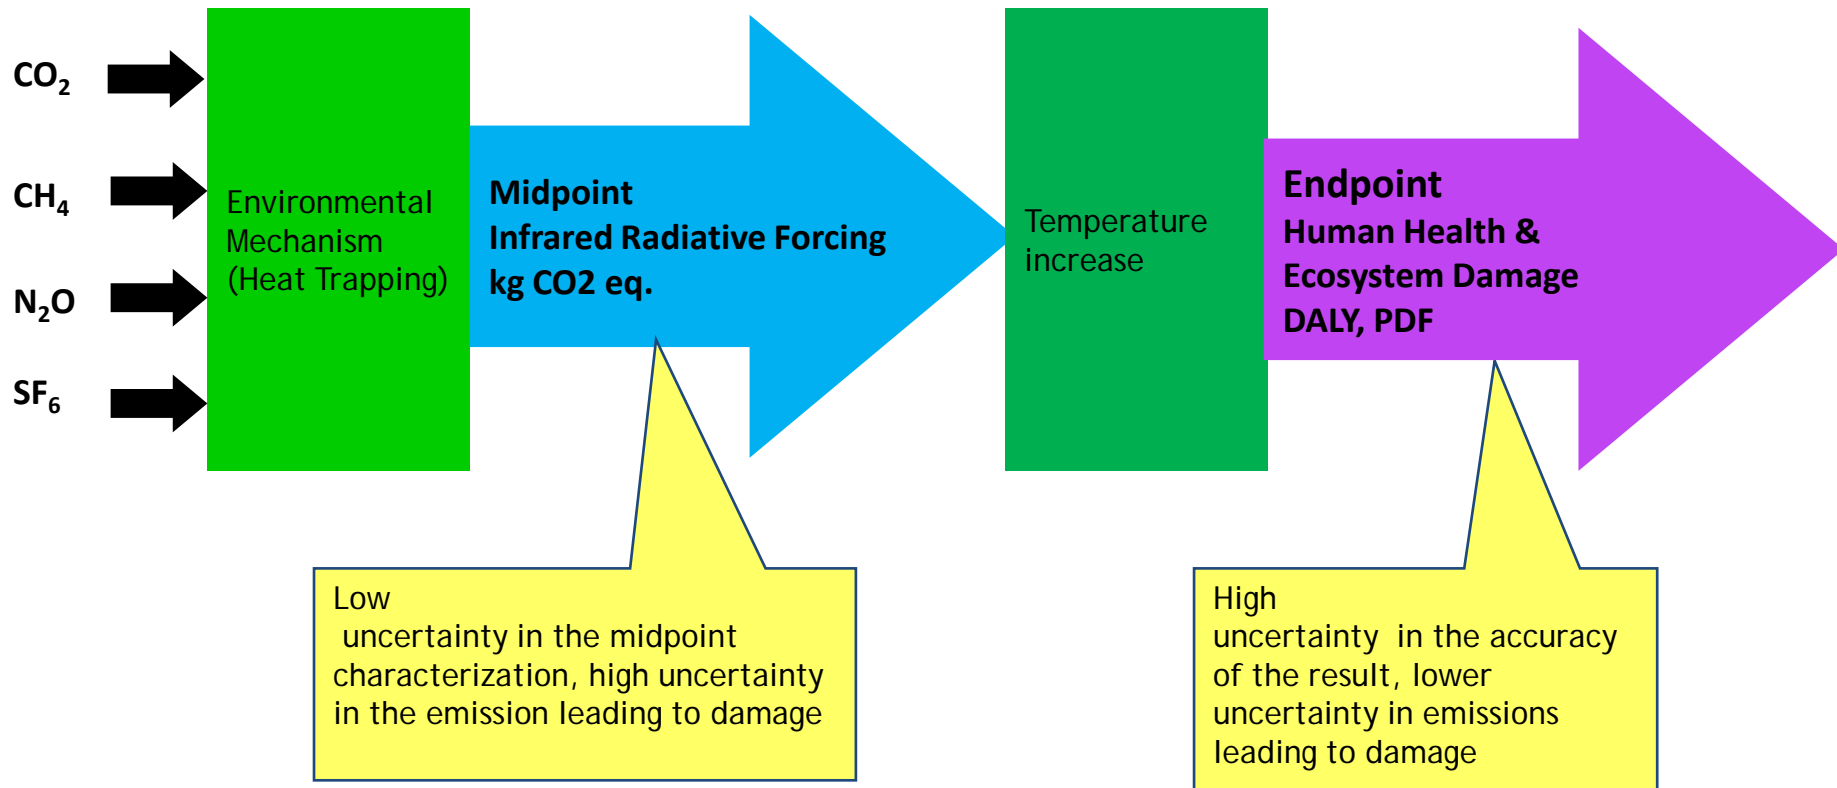 CO₂
CH₄
N₂O
SF₆
Environmental
Mechanism
(Heat Trapping)
Midpoint
Infrared Radiative Forcing
kg CO2 eq.
Temperature
increase
Endpoint
Human Health &
Ecosystem Damage
DALY, PDF
Low
uncertainty in the midpoint
characterization, high uncertainty
in the emission leading to damage
High
uncertainty in the accuracy
of the result, lower
uncertainty in emissions
leading to damage